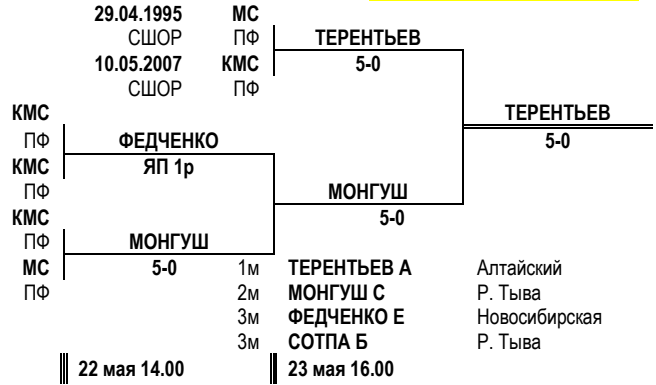 29.04.1995 МС
СШОР ПФ ТЕРЕНТЬЕВ
10.05.2007 КМС 5-0
СШОР ПФ
КМС ТЕРЕНТЬЕВ
ПФ ФЕДЧЕНКО 5-0
КМС ЯП 1р
ПФ МОНГУШ
КМС 5-0
ПФ МОНГУШ
МС 5-0 1м ТЕРЕНТЬЕВ А Алтайский
ПФ 2м МОНГУШ С Р. Тыва
3м ФЕДЧЕНКО Е Новосибирская
3м СОТПА Б Р. Тыва
22 мая 14.00 23 мая 16.00